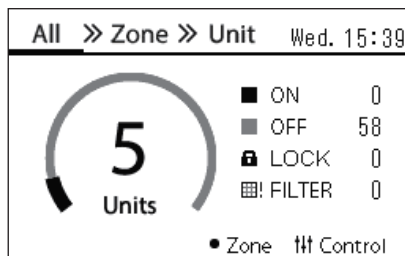 All » Zone » Unit Wed. 15:39
5
Units
ON 0
OFF 58
LOCK 0
! FILTER 0
• Zone Control